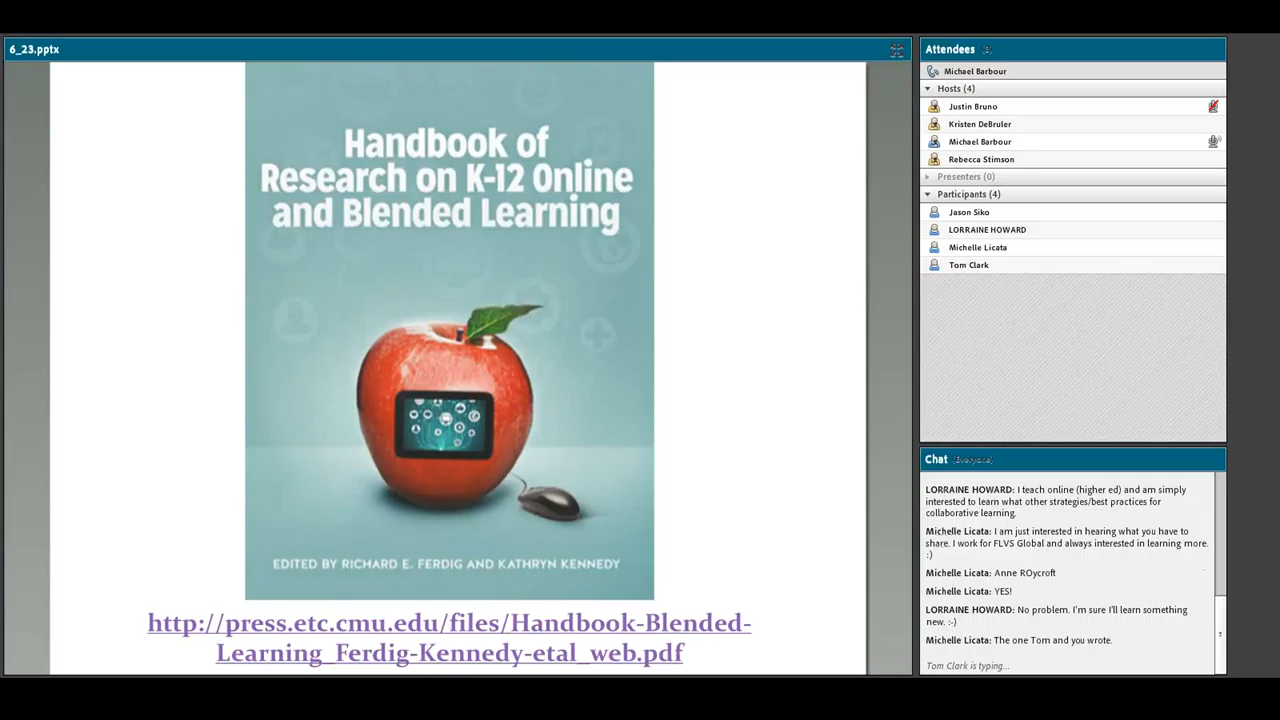 6_23.pptx
Handbook of
Research on K-12 Online
and Blended Learning
EDITED BY RICHARD E. FERDIG AND KATHRYN KENNEDY
http://press.etc.cmu.edu/files/Handbook-Blended-
Learning_Ferdig-Kennedy-etal_web.pdf
Attendees
Michael Barbour
Hosts (4)
Justin Bruno
Kristen DeBruler
Michael Barbour
Rebecca Stimson
Presenters (0)
Participants (4)
Jason Siko
LORRAINE HOWARD
Michelle Licata
Tom Clark
Chat (Everyone)
LORRAINE HOWARD: I teach online (higher ed) and am simply
interested to learn what other strategies/best practices for
collaborative learning.
Michelle Licata: I am just interested in hearing what you have to
share. I work for FLVS Global and always interested in learning more.
:)
Michelle Licata: Anne ROycroft
Michelle Licata: YES!
LORRAINE HOWARD: No problem. I'm sure I'll learn something
new. :-)
Michelle Licata: The one Tom and you wrote.
Tom Clark is typing...